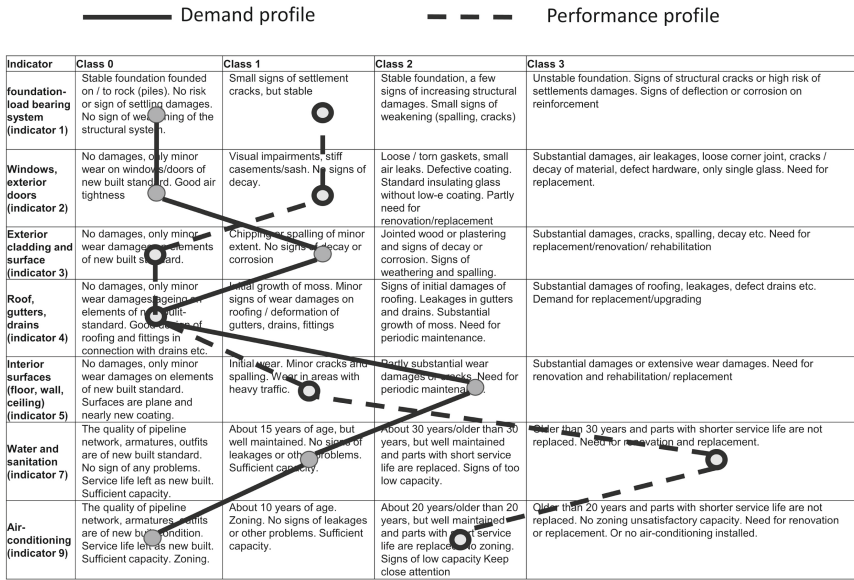 Demand profile
Performance profile
Indicator
Class 0
Class 1
Class 2
Class 3
foundation-
load bearing
system
(indicator 1)
Stable foundation founded
on / to rock (piles). No risk
or sign of settling damages.
No sign of weakening of the
structural system.
Small signs of settlement
cracks, but stable
Stable foundation, a few
signs of increasing structural
damages. Small signs of
weakening (spalling, cracks)
Unstable foundation. Signs of structural cracks or high risk of
settlements damages. Signs of deflection or corrosion on
reinforcement
Windows,
exterior
doors
(indicator 2)
No damages, only minor
wear on windows/doors of
new built standard. Good air
tightness
Visual impairments, stiff
casements/sash. No signs of
decay.
Loose / torn gaskets, small
air leaks. Defective coating.
Standard insulating glass
without low-e coating. Partly
need for
renovation/replacement
Substantial damages, air leakages, loose corner joint, cracks /
decay of material, defect hardware, only single glass. Need for
replacement.
Exterior
cladding and
surface
(indicator 3)
No damages, only minor
wear damages on elements
of new built standard.
Chipping or spalling of minor
extent. No signs of decay or
corrosion
Jointed wood or plastering
and signs of decay or
corrosion. Signs of
weathering and spalling.
Substantial damages, cracks, spalling, decay etc. Need for
replacement/renovation/ rehabilitation
Roof,
gutters,
drains
(indicator 4)
No damages, only minor
wear damages/ageing on
elements of new built-
standard. Good design of
roofing and fittings in
connection with drains etc.
Initial growth of moss. Minor
signs of wear damages on
roofing / deformation of
gutters, drains, fittings
Signs of initial damages of
roofing. Leakages in gutters
and drains. Substantial
growth of moss. Need for
periodic maintenance.
Substantial damages of roofing, leakages, defect drains etc.
Demand for replacement/upgrading
Interior
surfaces
(floor, wall,
ceiling)
(indicator 5)
No damages, only minor
wear damages on elements
of new built standard.
Surfaces are plane and
nearly new coating.
Initial wear. Minor cracks and
spalling. Wear in areas with
heavy traffic.
Partly substantial wear
damages or cracks. Need for
periodic maintenance.
Substantial damages or extensive wear damages. Need for
renovation and rehabilitation/ replacement
Water and
sanitation
(indicator 7)
The quality of pipeline
network, armatures, outfits
are of new built standard.
No sign of any problems.
Service life left as new built.
Sufficient capacity.
About 15 years of age, but
well maintained. No signs of
leakages or other problems.
Sufficient capacity.
About 30 years/older than 30
years, but well maintained
and parts with short service
life are replaced. Signs of too
low capacity.
Older than 30 years and parts with shorter service life are not
replaced. Need for renovation and replacement.
Air-
conditioning
(indicator 9)
The quality of pipeline
network, armatures, outfits
are of new built condition.
Service life left as new built.
Sufficient capacity. Zoning.
About 10 years of age.
Zoning. No signs of leakages
or other problems. Sufficient
capacity.
About 20 years/older than 20
years, but well maintained
and parts with short service
life are replaced. No zoning.
Signs of low capacity Keep
close attention
Older than 20 years and parts with shorter service life are not
replaced. No zoning unsatisfactory capacity. Need for renovation
or replacement. Or no air-conditioning installed.